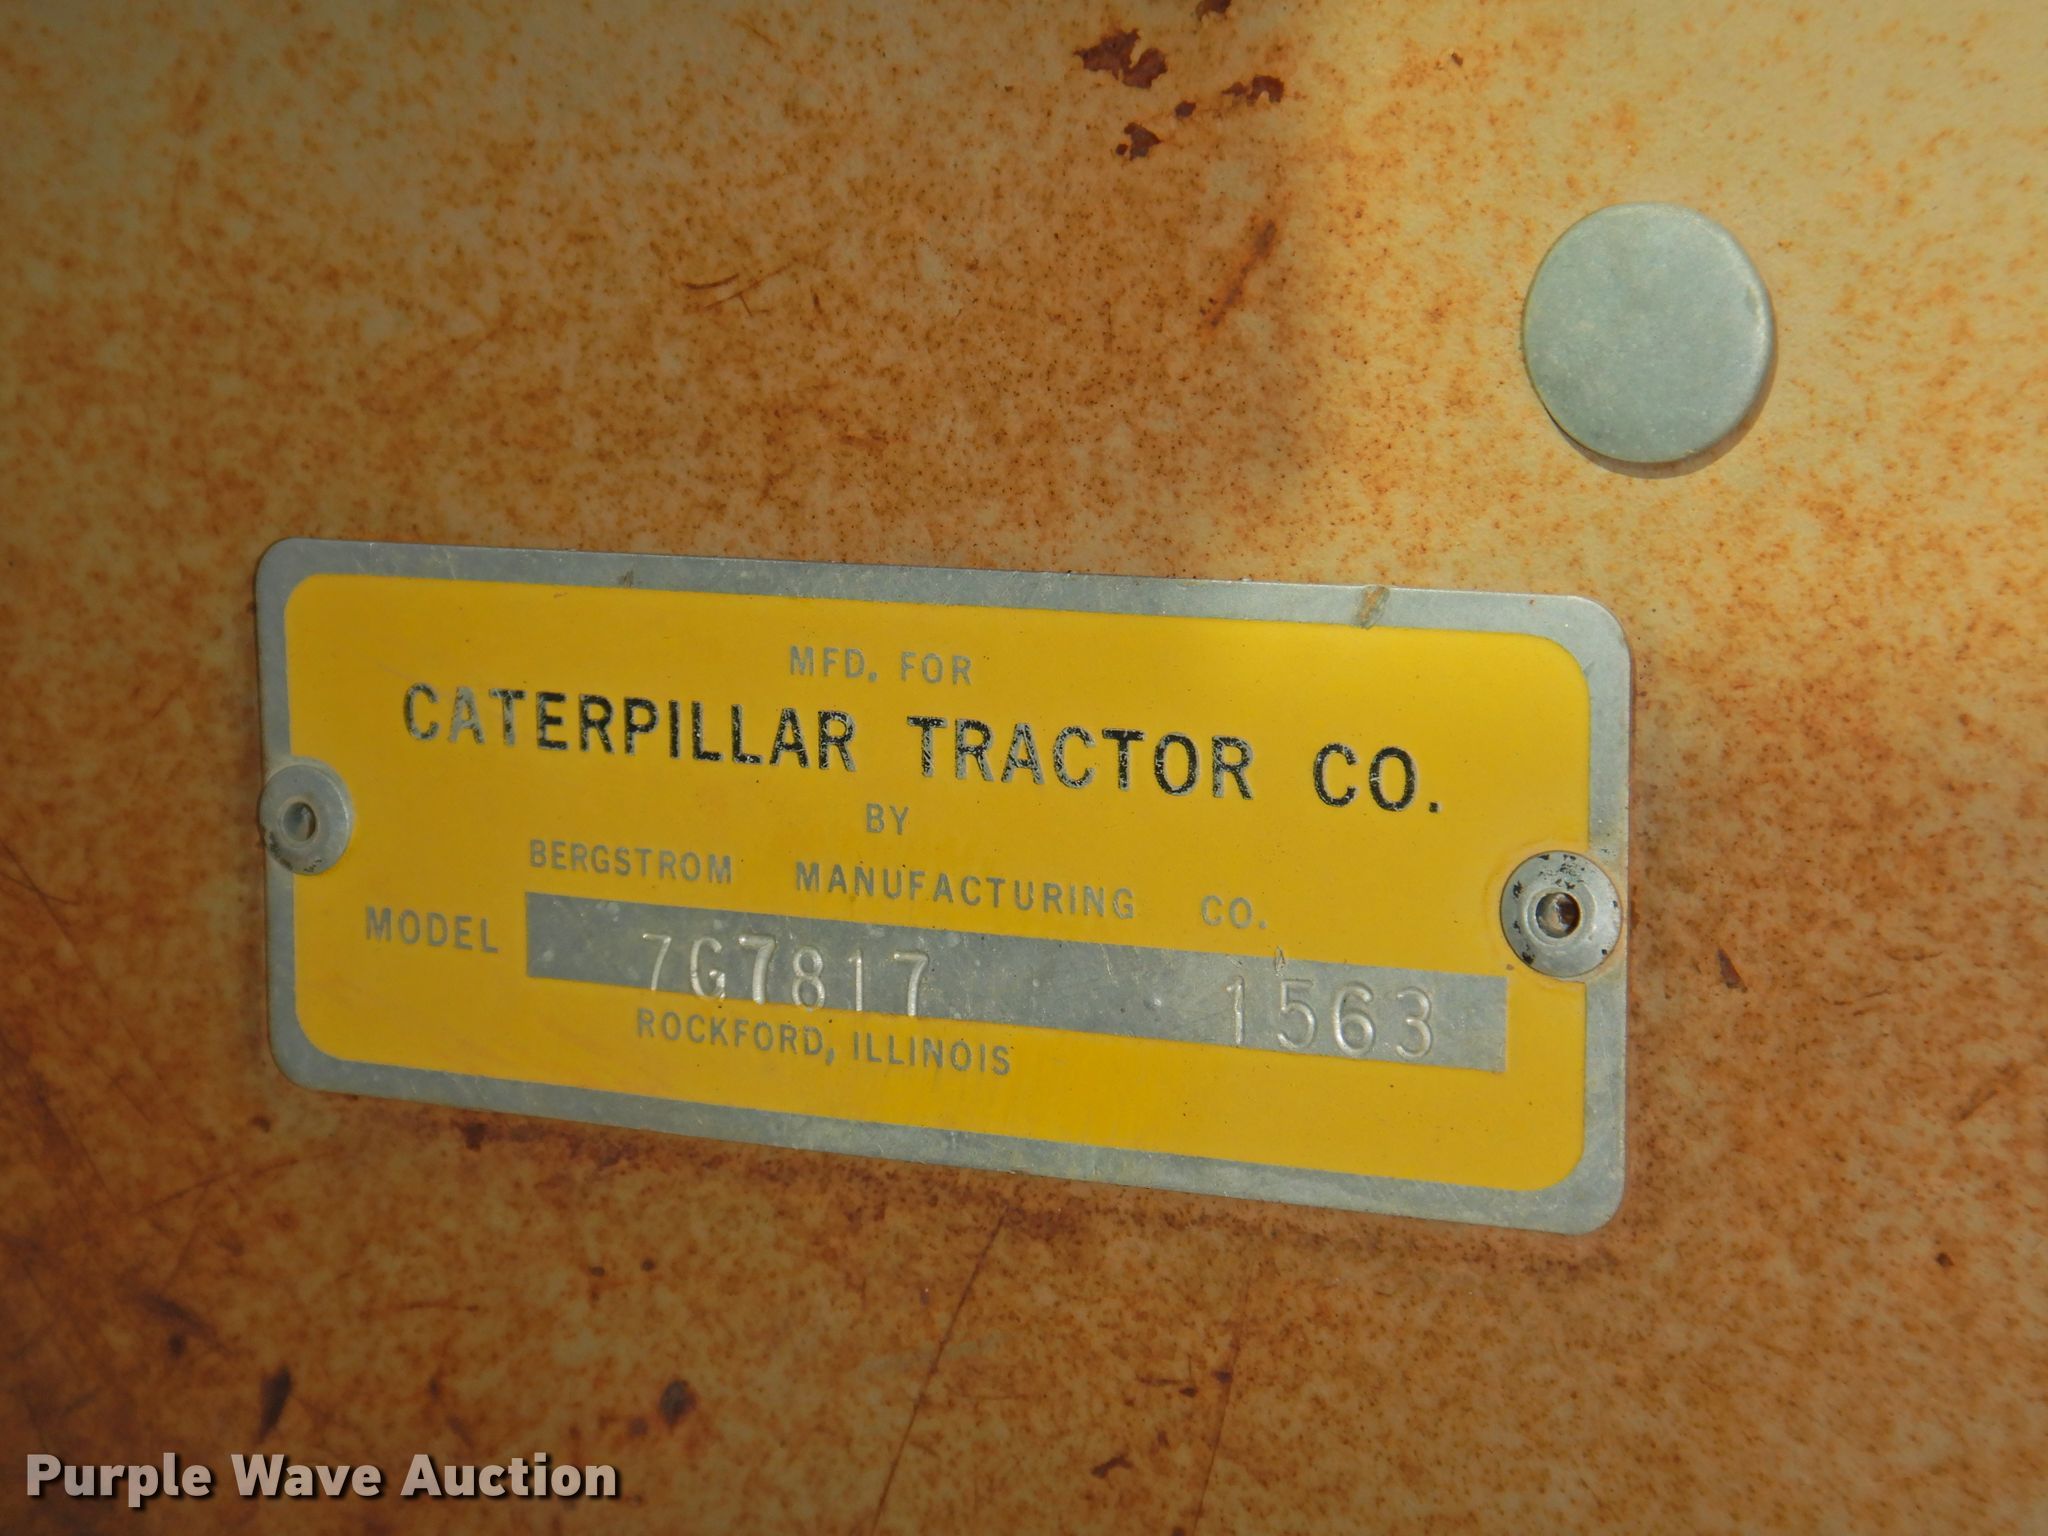 MFD. FOR
CATERPILLAR TRACTOR CO.
BY
BERGSTROM MANUFACTURING CO.
MODEL 7G7817 1563
ROCKFORD, ILLINOIS
Purple Wave Auction